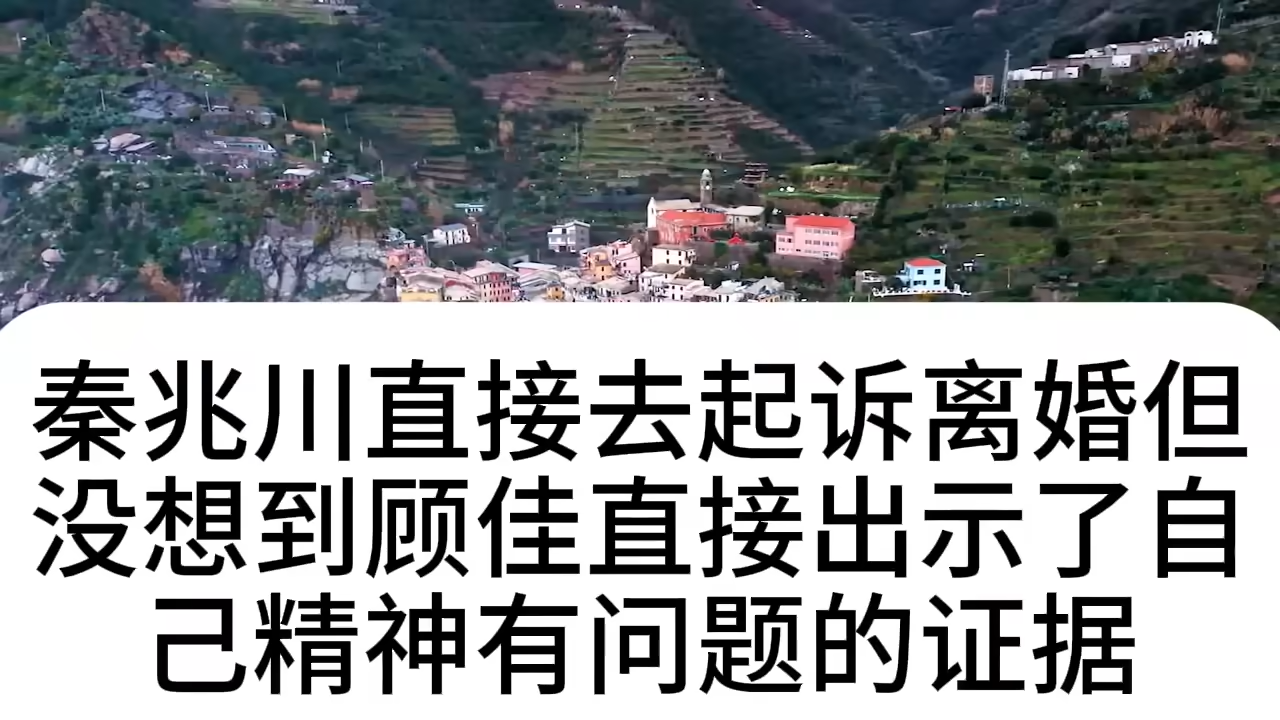 秦兆川直接去起诉离婚但
没想到顾佳直接出示了自
己精神有问题的证据